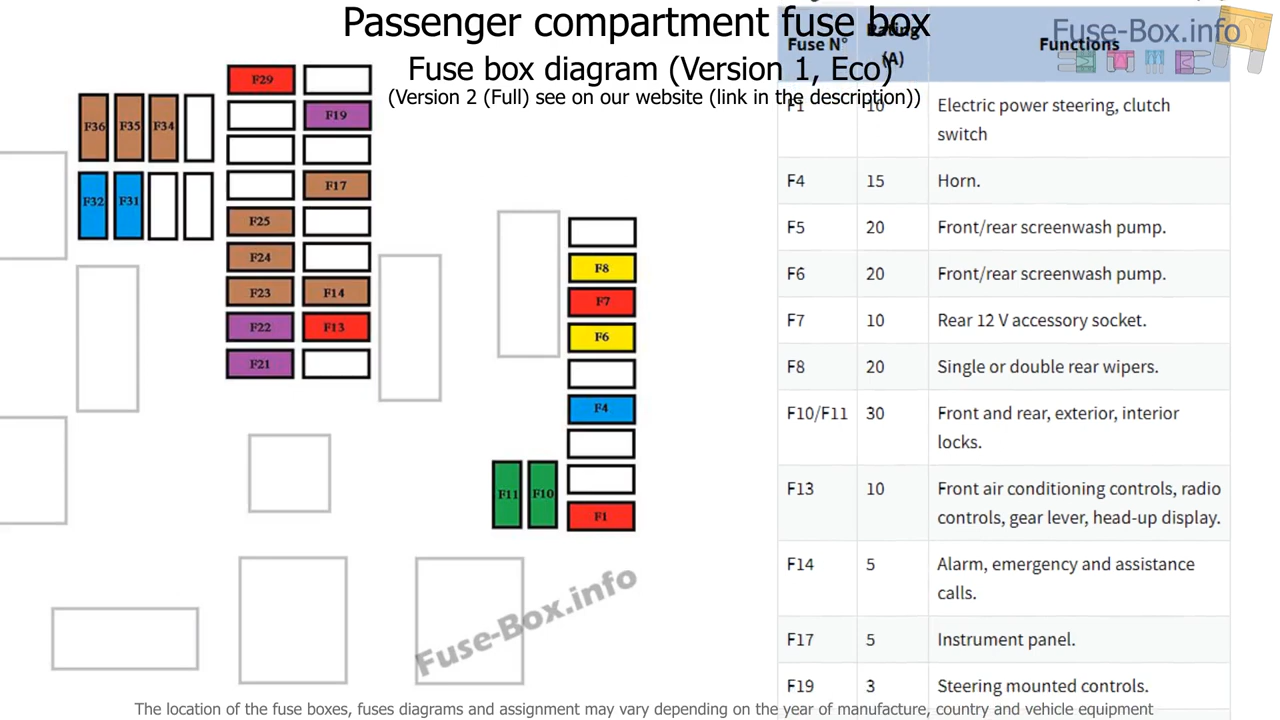 Passenger compartment fuse box
Fuse box diagram (Version 1, Eco)
(Version 2 (Full) see on our website (link in the description))
Fuse-Box.info
F29
F19
F36 F35 F34
F17
F32 F31
F25
F24
F23 F14
F22 F13
F21
F8
F7
F6
F4
F11 F10
F1
Fuse-Box.info
Fuse N° Rating (A) Functions
F1 10 Electric power steering, clutch
switch
F4 15 Horn.
F5 20 Front/rear screenwash pump.
F6 20 Front/rear screenwash pump.
F7 10 Rear 12 V accessory socket.
F8 20 Single or double rear wipers.
F10/F11 30 Front and rear, exterior, interior
locks.
F13 10 Front air conditioning controls, radio
controls, gear lever, head-up display.
F14 5 Alarm, emergency and assistance
calls.
F17 5 Instrument panel.
F19 3 Steering mounted controls.
The location of the fuse boxes, fuses diagrams and assignment may vary depending on the year of manufacture, country and vehicle equipment